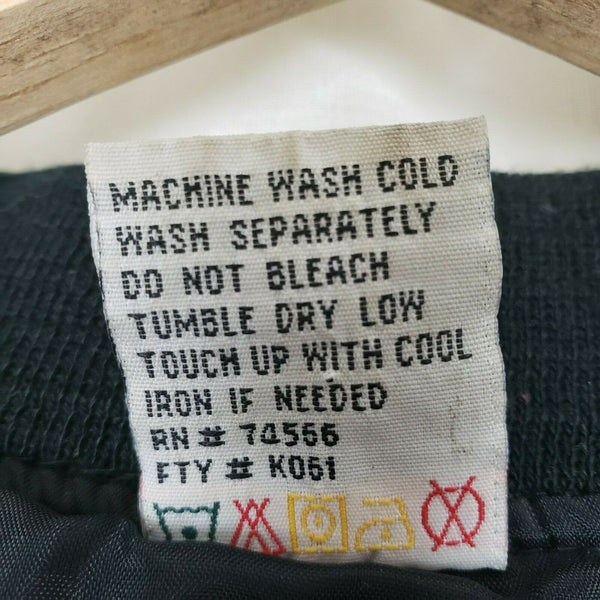 MACHINE WASH COLD
WASH SEPARATELY
DO NOT BLEACH
TUMBLE DRY LOW
TOUCH UP WITH COOL
IRON IF NEEDED
RN # 74566
FTY # K061